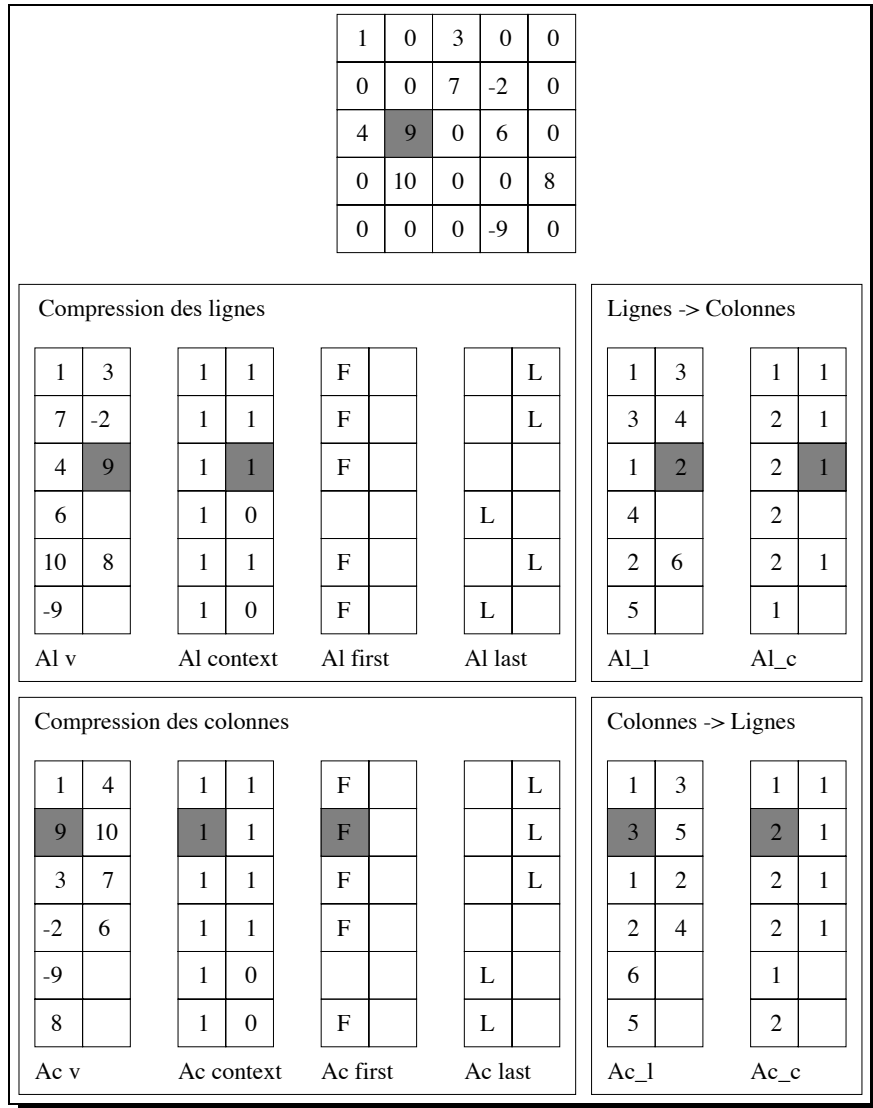 1 0 3 0 0
0 0 7 -2 0
4 9 0 6 0
0 10 0 0 8
0 0 0 -9 0
Compression des lignes
1 3 1 1 F L
7 -2 1 1 F L
4 9 1 1 F
6 1 0 L
10 8 1 1 F L
-9 1 0 F L
Al v Al context Al first Al last
Lignes -> Colonnes
1 3 1 1
3 4 2 1
1 2 2 1
4 2
2 6 2 1
5 1
Al_l Al_c
Compression des colonnes
1 4 1 1 F L
9 10 1 1 F L
3 7 1 1 F L
-2 6 1 1 F
-9 1 0 L
8 1 0 F L
Ac v Ac context Ac first Ac last
Colonnes -> Lignes
1 3 1 1
3 5 2 1
1 2 2 1
2 4 2 1
6 1
5 2
Ac_l Ac_c